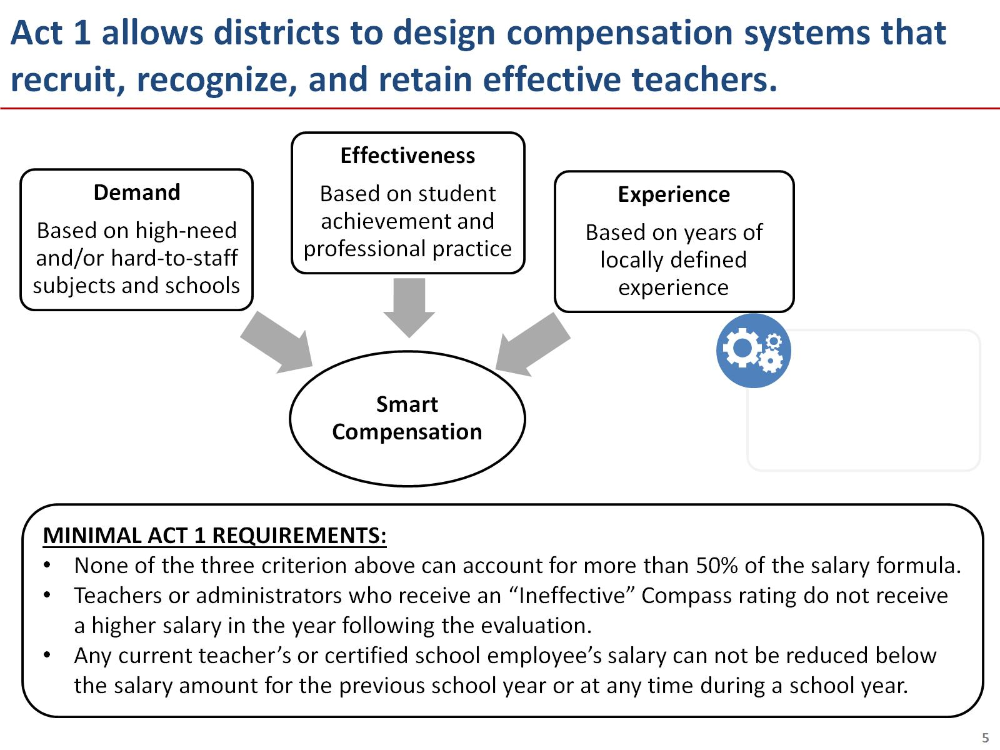 Act 1 allows districts to design compensation systems that
recruit, recognize, and retain effective teachers.
Demand
Based on high-need
and/or hard-to-staff
subjects and schools
Effectiveness
Based on student
achievement and
professional practice
Experience
Based on years of
locally defined
experience
Smart
Compensation
MINIMAL ACT 1 REQUIREMENTS:
• None of the three criterion above can account for more than 50% of the salary formula.
• Teachers or administrators who receive an “Ineffective” Compass rating do not receive
a higher salary in the year following the evaluation.
• Any current teacher’s or certified school employee’s salary can not be reduced below
the salary amount for the previous school year or at any time during a school year.
5